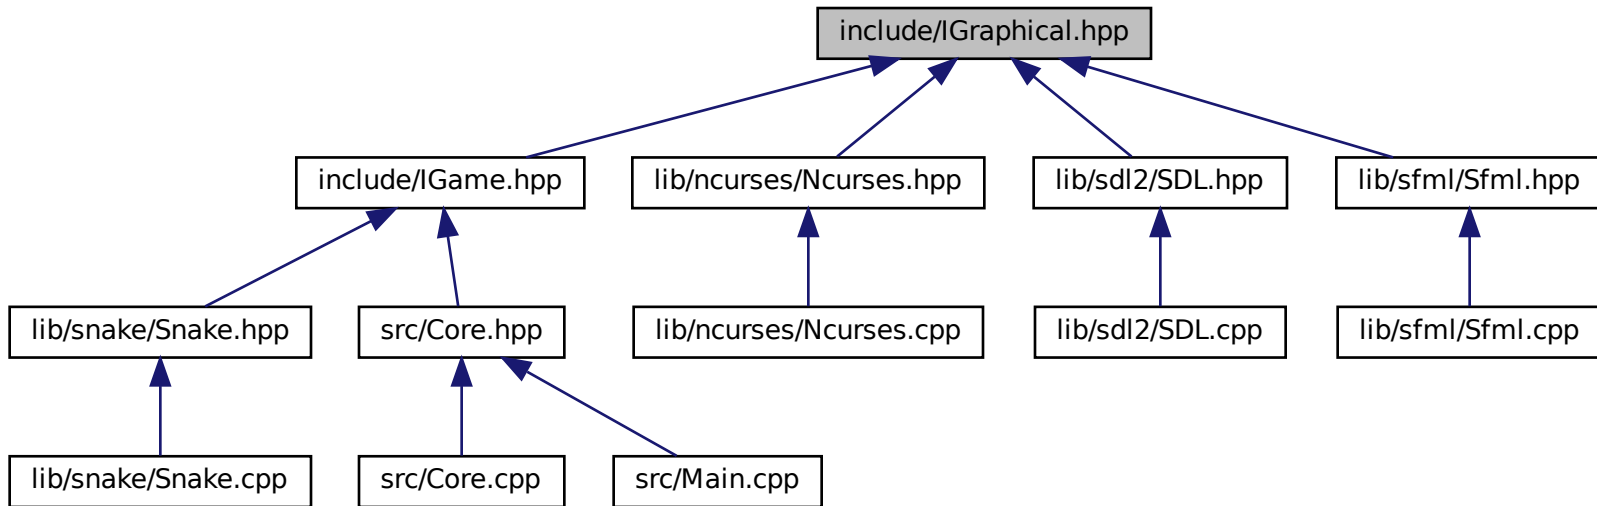 include/IGraphical.hpp
include/IGame.hpp
lib/ncurses/Ncurses.hpp
lib/sdl2/SDL.hpp
lib/sfml/Sfml.hpp
lib/snake/Snake.hpp
src/Core.hpp
lib/ncurses/Ncurses.cpp
lib/sdl2/SDL.cpp
lib/sfml/Sfml.cpp
lib/snake/Snake.cpp
src/Core.cpp
src/Main.cpp